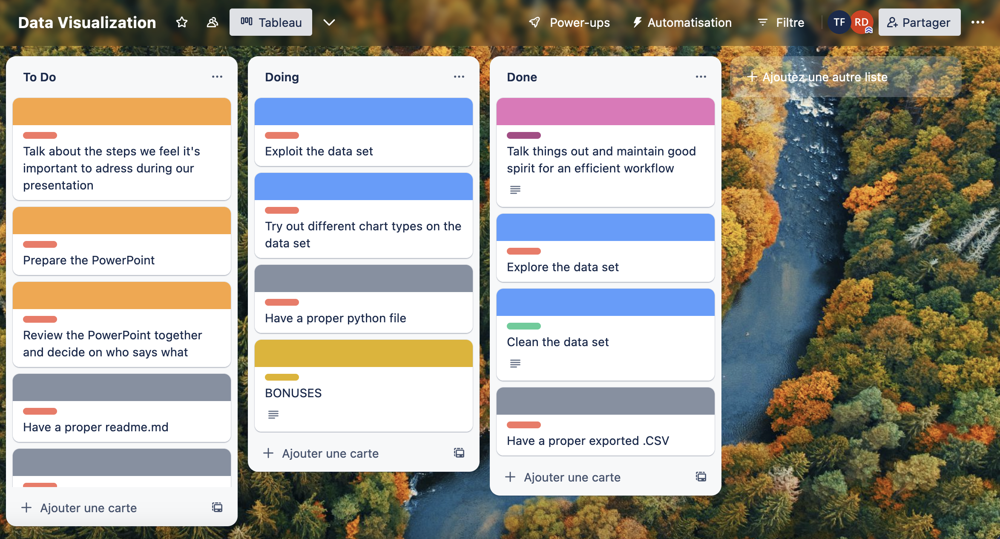 Data Visualization
Tableau
Power-ups
Automatisation
Filtre
TF
RD
Partager
To Do
Talk about the steps we feel it's
important to adress during our
presentation
Prepare the PowerPoint
Review the PowerPoint together
and decide on who says what
Have a proper readme.md
+ Ajouter une carte
Doing
Exploit the data set
Try out different chart types on the
data set
Have a proper python file
BONUSES
+ Ajouter une carte
Done
Talk things out and maintain good
spirit for an efficient workflow
Explore the data set
Clean the data set
Have a proper exported .CSV
+ Ajouter une carte
+ Ajoutez une autre liste